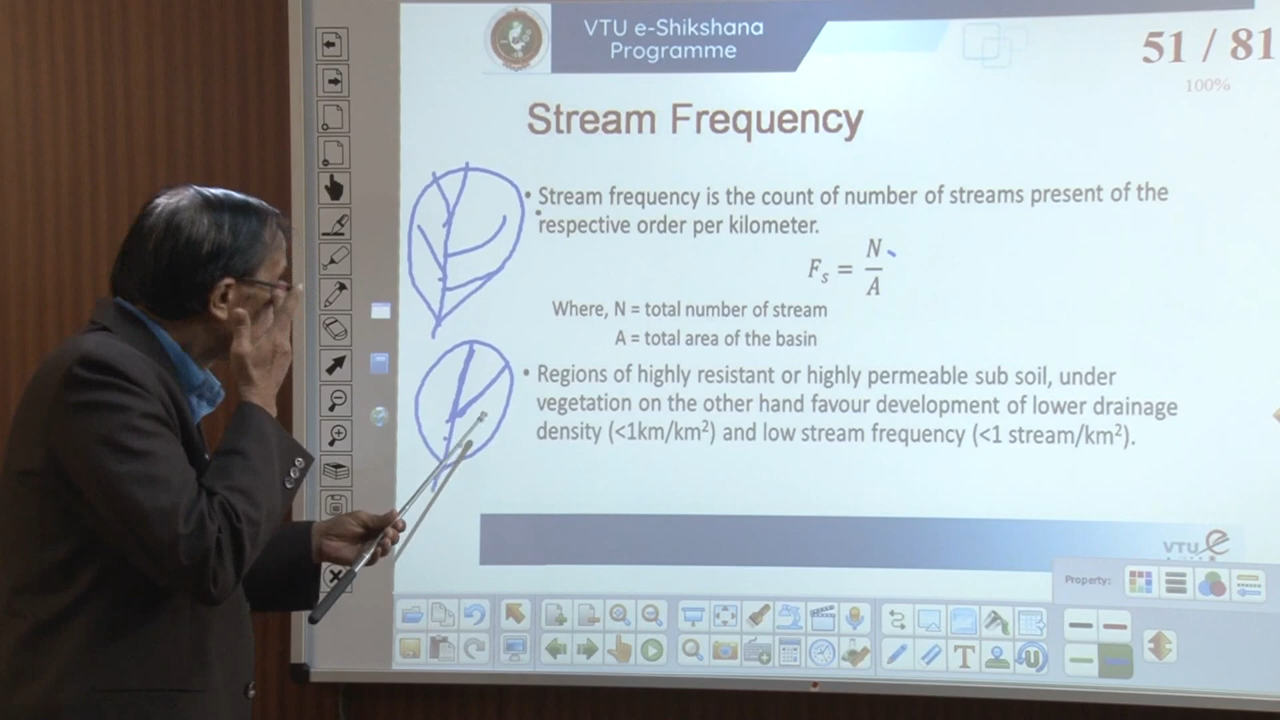 VTU e-Shikshana
Programme
51 / 81
100%
Stream Frequency
• Stream frequency is the count of number of streams present of the
respective order per kilometer.
F_s = N/A
Where, N = total number of stream
A = total area of the basin
• Regions of highly resistant or highly permeable sub soil, under
vegetation on the other hand favour development of lower drainage
density (<1km/km²) and low stream frequency (<1 stream/km²).
VTU e
Property:
T